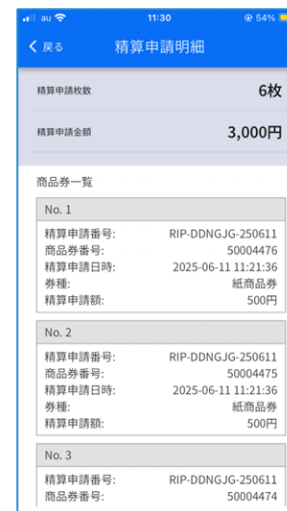 au 11:30 54%
戻る 精算申請明細
精算申請枚数 6枚
精算申請金額 3,000円
商品券一覧
No. 1
精算申請番号: RIP-DDNGJG-250611
商品券番号: 50004476
精算申請日時: 2025-06-11 11:21:36
券種: 紙商品券
精算申請額: 500円
No. 2
精算申請番号: RIP-DDNGJG-250611
商品券番号: 50004475
精算申請日時: 2025-06-11 11:21:36
券種: 紙商品券
精算申請額: 500円
No. 3
精算申請番号: RIP-DDNGJG-250611
商品券番号: 50004474